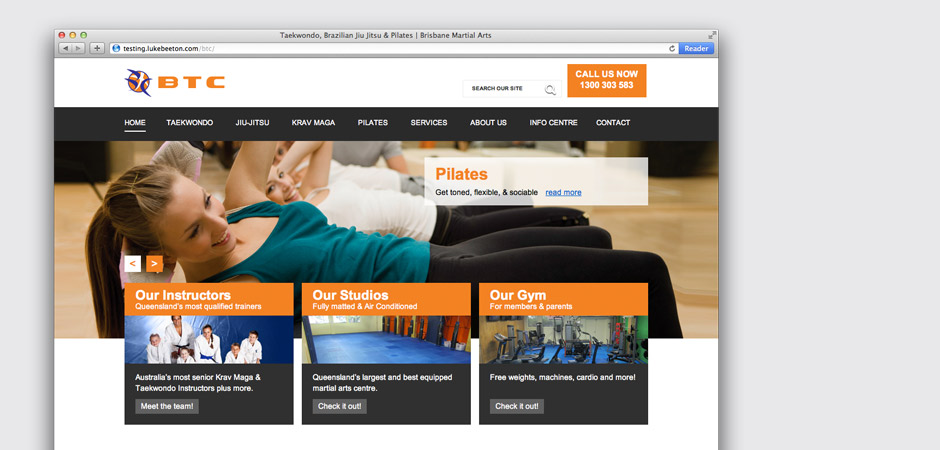 Taekwondo, Brazilian Jiu Jitsu & Pilates | Brisbane Martial Arts
testing.lukebeeton.com/btc/
Reader
BTC
SEARCH OUR SITE
CALL US NOW
1300 303 583
HOME TAEKWONDO JIU-JITSU KRAV MAGA PILATES SERVICES ABOUT US INFO CENTRE CONTACT
Pilates
Get toned, flexible, & sociable read more
< >
Our Instructors
Queensland's most qualified trainers
Australia's most senior Krav Maga &
Taekwondo Instructors plus more.
Meet the team!
Our Studios
Fully matted & Air Conditioned
Queensland's largest and best equipped
martial arts centre.
Check it out!
Our Gym
For members & parents
Free weights, machines, cardio and more!
Check it out!